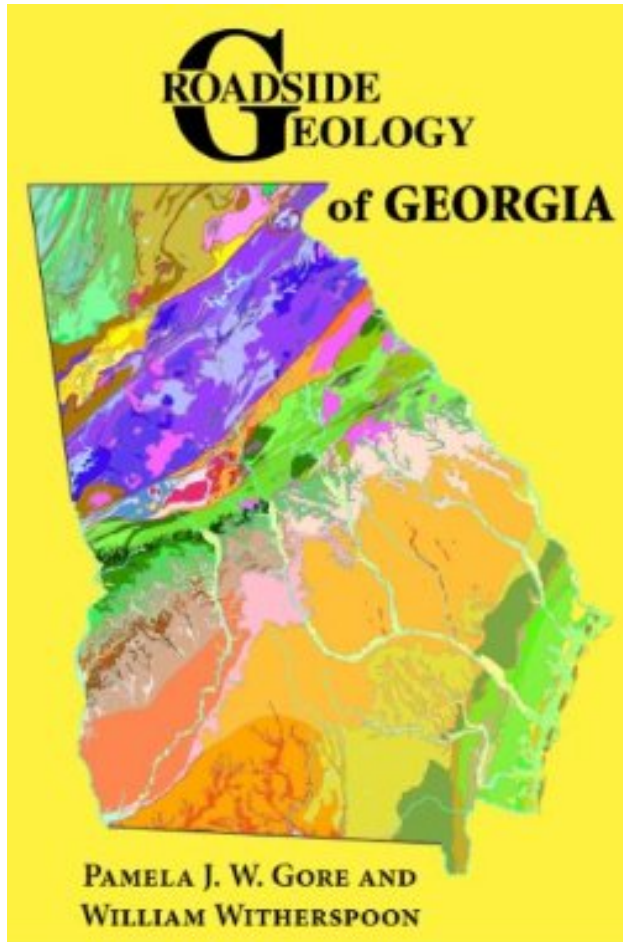 ROADSIDE
GEOLOGY
of GEORGIA
PAMELA J. W. GORE AND
WILLIAM WITHERSPOON